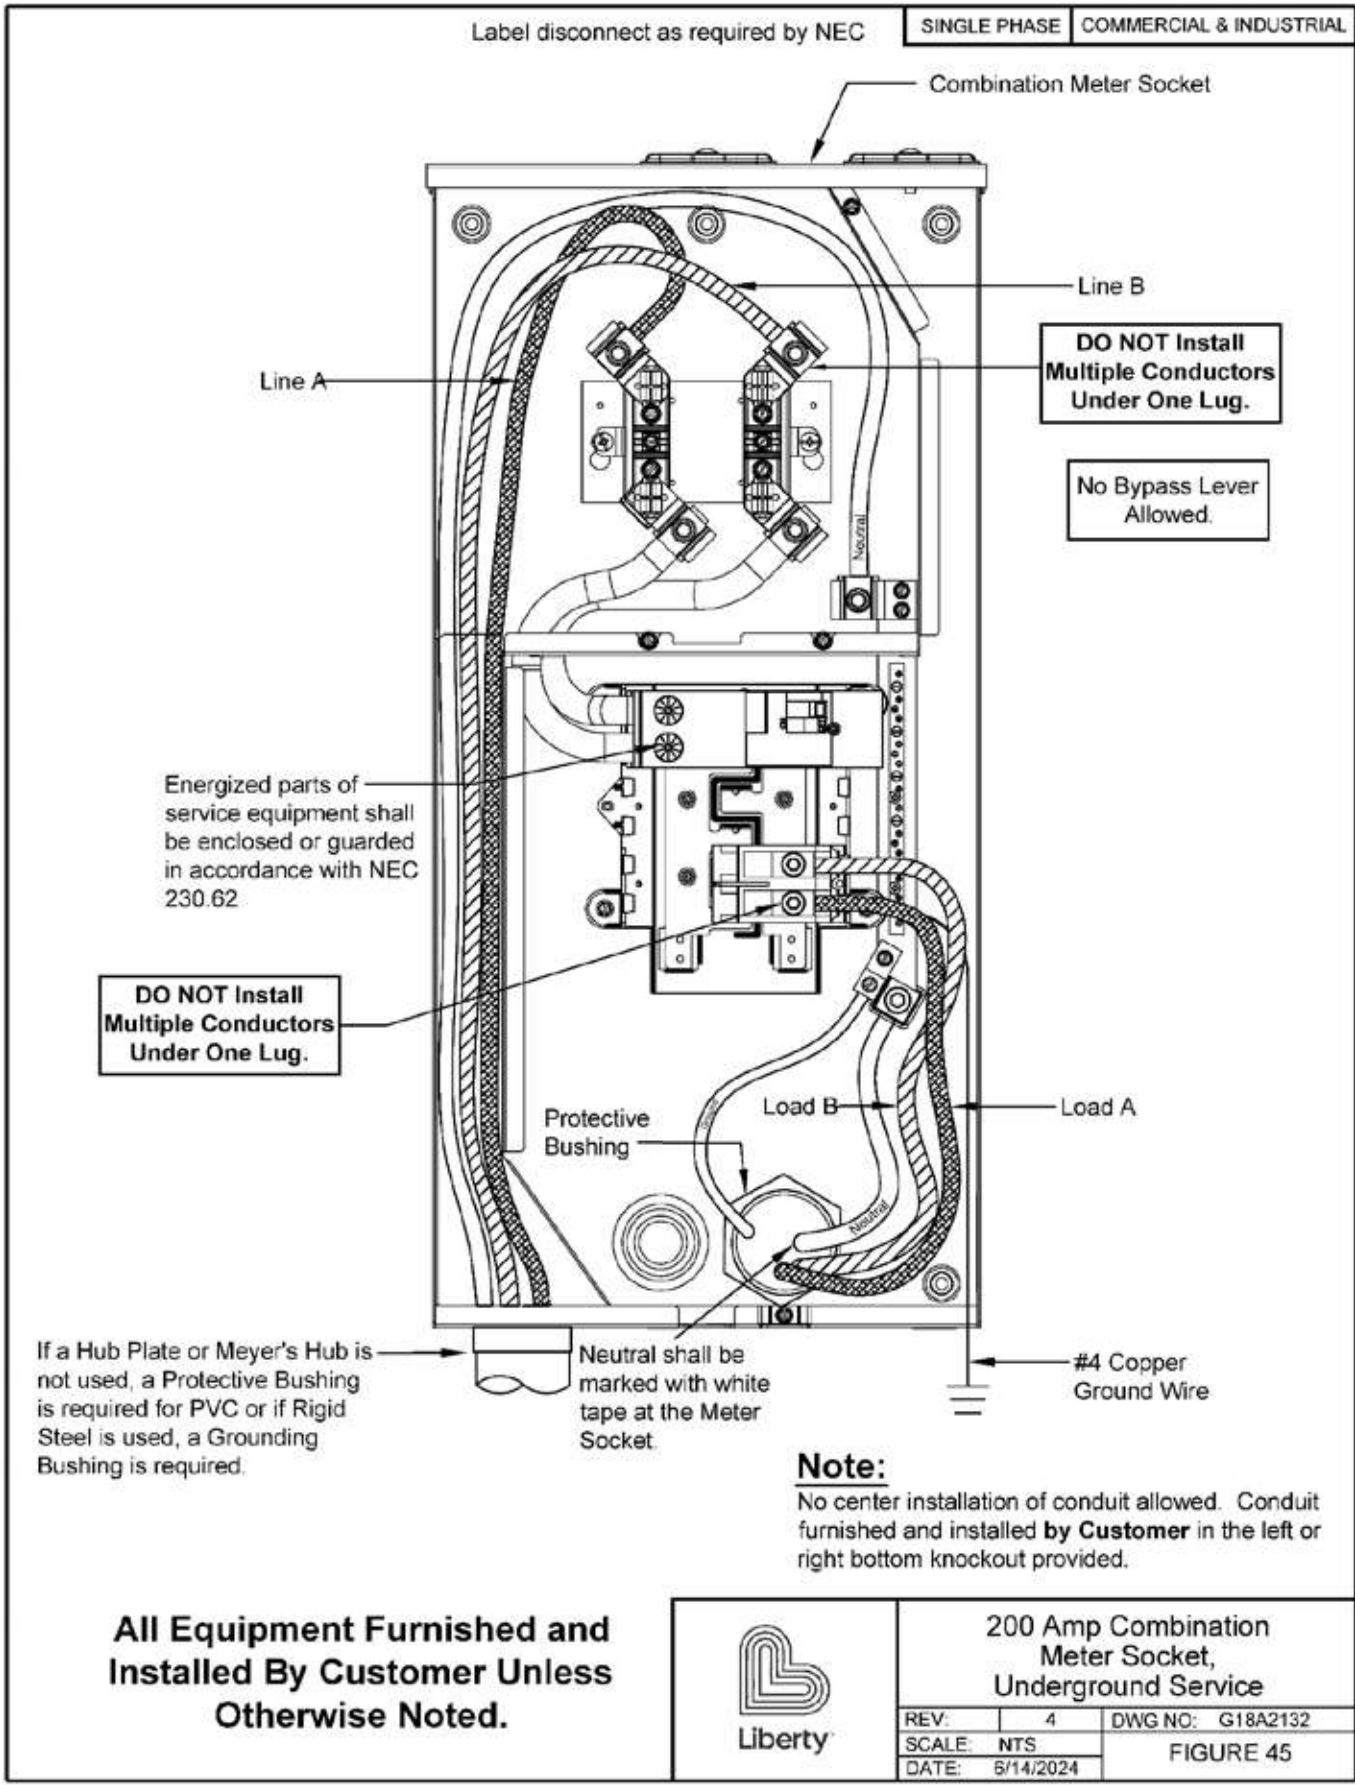 Label disconnect as required by NEC
SINGLE PHASE
COMMERCIAL & INDUSTRIAL
Combination Meter Socket
Line B
DO NOT Install
Multiple Conductors
Under One Lug.
Line A
No Bypass Lever
Allowed.
Neutral
Energized parts of
service equipment shall
be enclosed or guarded
in accordance with NEC
230.62
DO NOT Install
Multiple Conductors
Under One Lug.
Load B
Load A
Protective
Bushing
Neutral
If a Hub Plate or Meyer's Hub is
not used, a Protective Bushing
is required for PVC or if Rigid
Steel is used, a Grounding
Bushing is required.
Neutral shall be
marked with white
tape at the Meter
Socket.
#4 Copper
Ground Wire
Note:
No center installation of conduit allowed. Conduit
furnished and installed by Customer in the left or
right bottom knockout provided.
All Equipment Furnished and
Installed By Customer Unless
Otherwise Noted.
Liberty
200 Amp Combination
Meter Socket,
Underground Service
REV: 4
DWG NO: G18A2132
SCALE: NTS
DATE: 6/14/2024
FIGURE 45